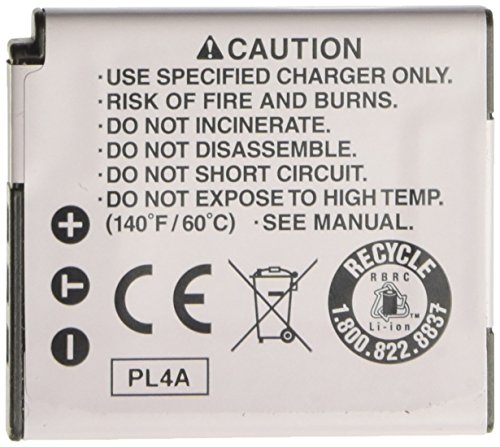 ⚠CAUTION
·USE SPECIFIED CHARGER ONLY.
·RISK OF FIRE AND BURNS.
·DO NOT INCINERATE.
·DO NOT DISASSEMBLE.
·DO NOT SHORT CIRCUIT.
·DO NOT EXPOSE TO HIGH TEMP.
(140°F/60°C) ·SEE MANUAL.
+
T
−
CE
RECYCLE
RBRC
Li-ion
™
1.800.822.8837
PL4A